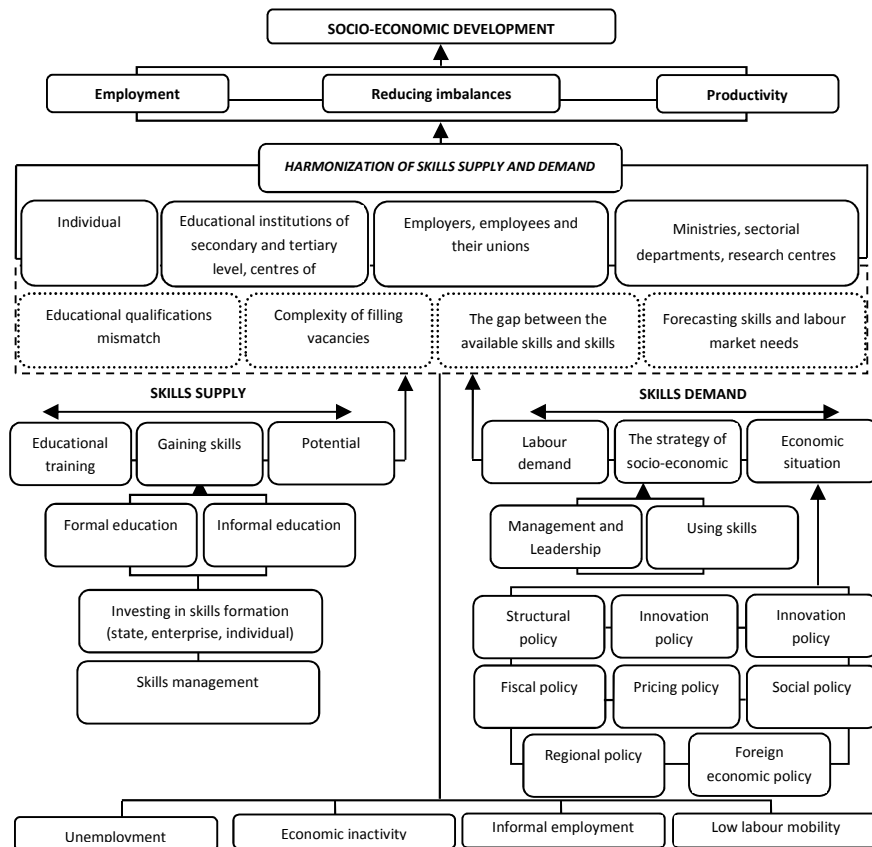 SOCIO-ECONOMIC DEVELOPMENT
Employment
Reducing imbalances
Productivity
HARMONIZATION OF SKILLS SUPPLY AND DEMAND
Individual
Educational institutions of
secondary and tertiary
level, centres of
Employers, employees and
their unions
Ministries, sectorial
departments, research centres
Educational qualifications
mismatch
Complexity of filling
vacancies
The gap between the
available skills and skills
Forecasting skills and labour
market needs
SKILLS SUPPLY
SKILLS DEMAND
Educational
training
Gaining skills
Potential
Labour
demand
The strategy of
socio-economic
Economic
situation
Formal education
Informal education
Management and
Leadership
Using skills
Investing in skills formation
(state, enterprise, individual)
Skills management
Structural
policy
Innovation
policy
Innovation
policy
Fiscal policy
Pricing policy
Social policy
Regional policy
Foreign
economic policy
Unemployment
Economic inactivity
Informal employment
Low labour mobility